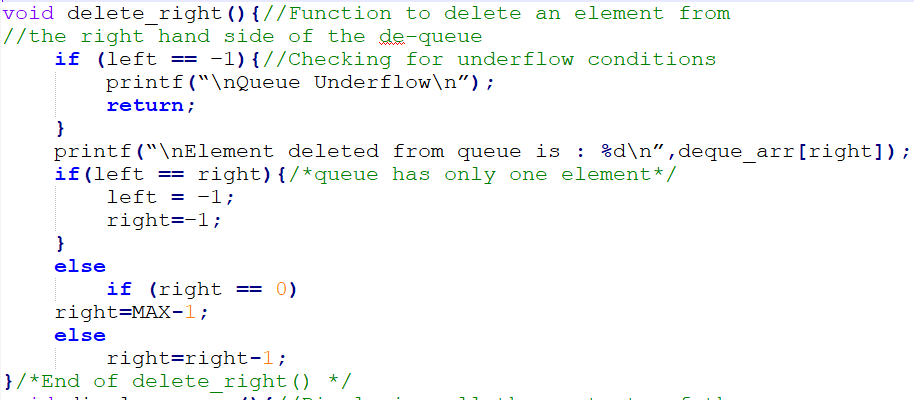 void delete_right(){//Function to delete an element from
//the right hand side of the de-queue
if (left == -1){//Checking for underflow conditions
printf(“\nQueue Underflow\n”);
return;
}
printf(“\nElement deleted from queue is : %d\n”,deque_arr[right]);
if(left == right){/*queue has only one element*/
left = -1;
right=-1;
}
else
if (right == 0)
right=MAX-1;
else
right=right-1;
}/*End of delete_right() */